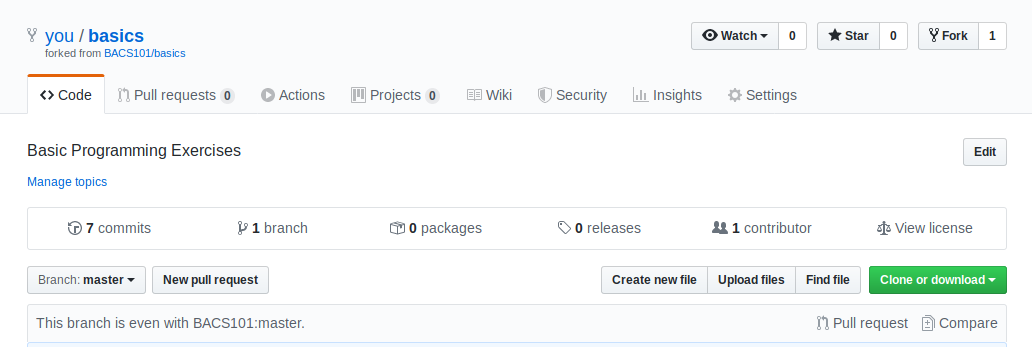 you / basics Watch 0 Star 0 Fork 1
forked from BACS101/basics
Code Pull requests 0 Actions Projects 0 Wiki Security Insights Settings
Basic Programming Exercises Edit
Manage topics
7 commits 1 branch 0 packages 0 releases 1 contributor View license
Branch: master New pull request Create new file Upload files Find file Clone or download
This branch is even with BACS101:master. Pull request Compare